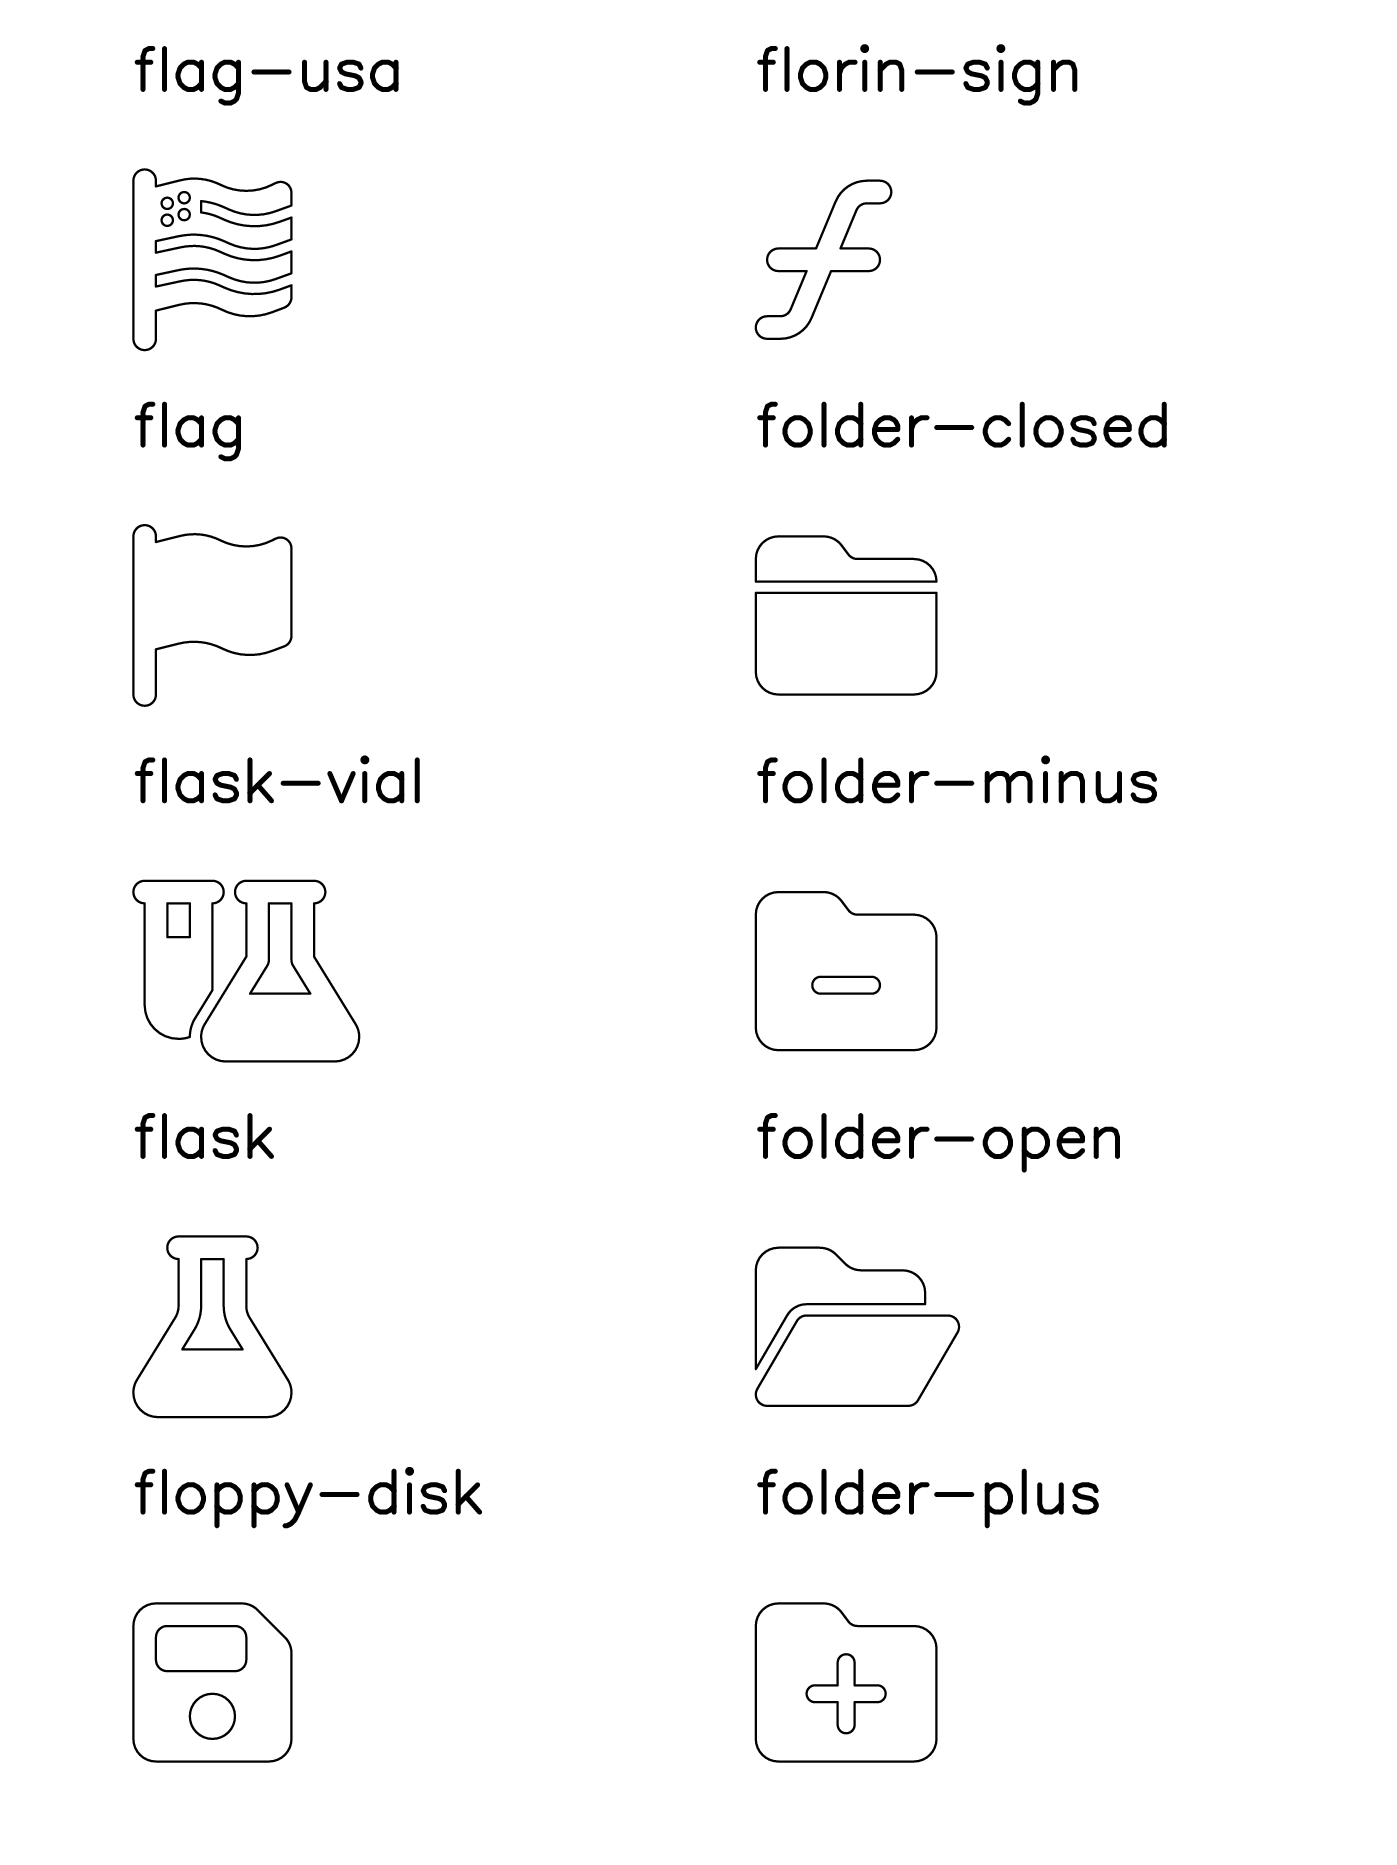 flag-usa
flag
flask-vial
flask
floppy-disk
florin-sign
folder-closed
folder-minus
folder-open
folder-plus